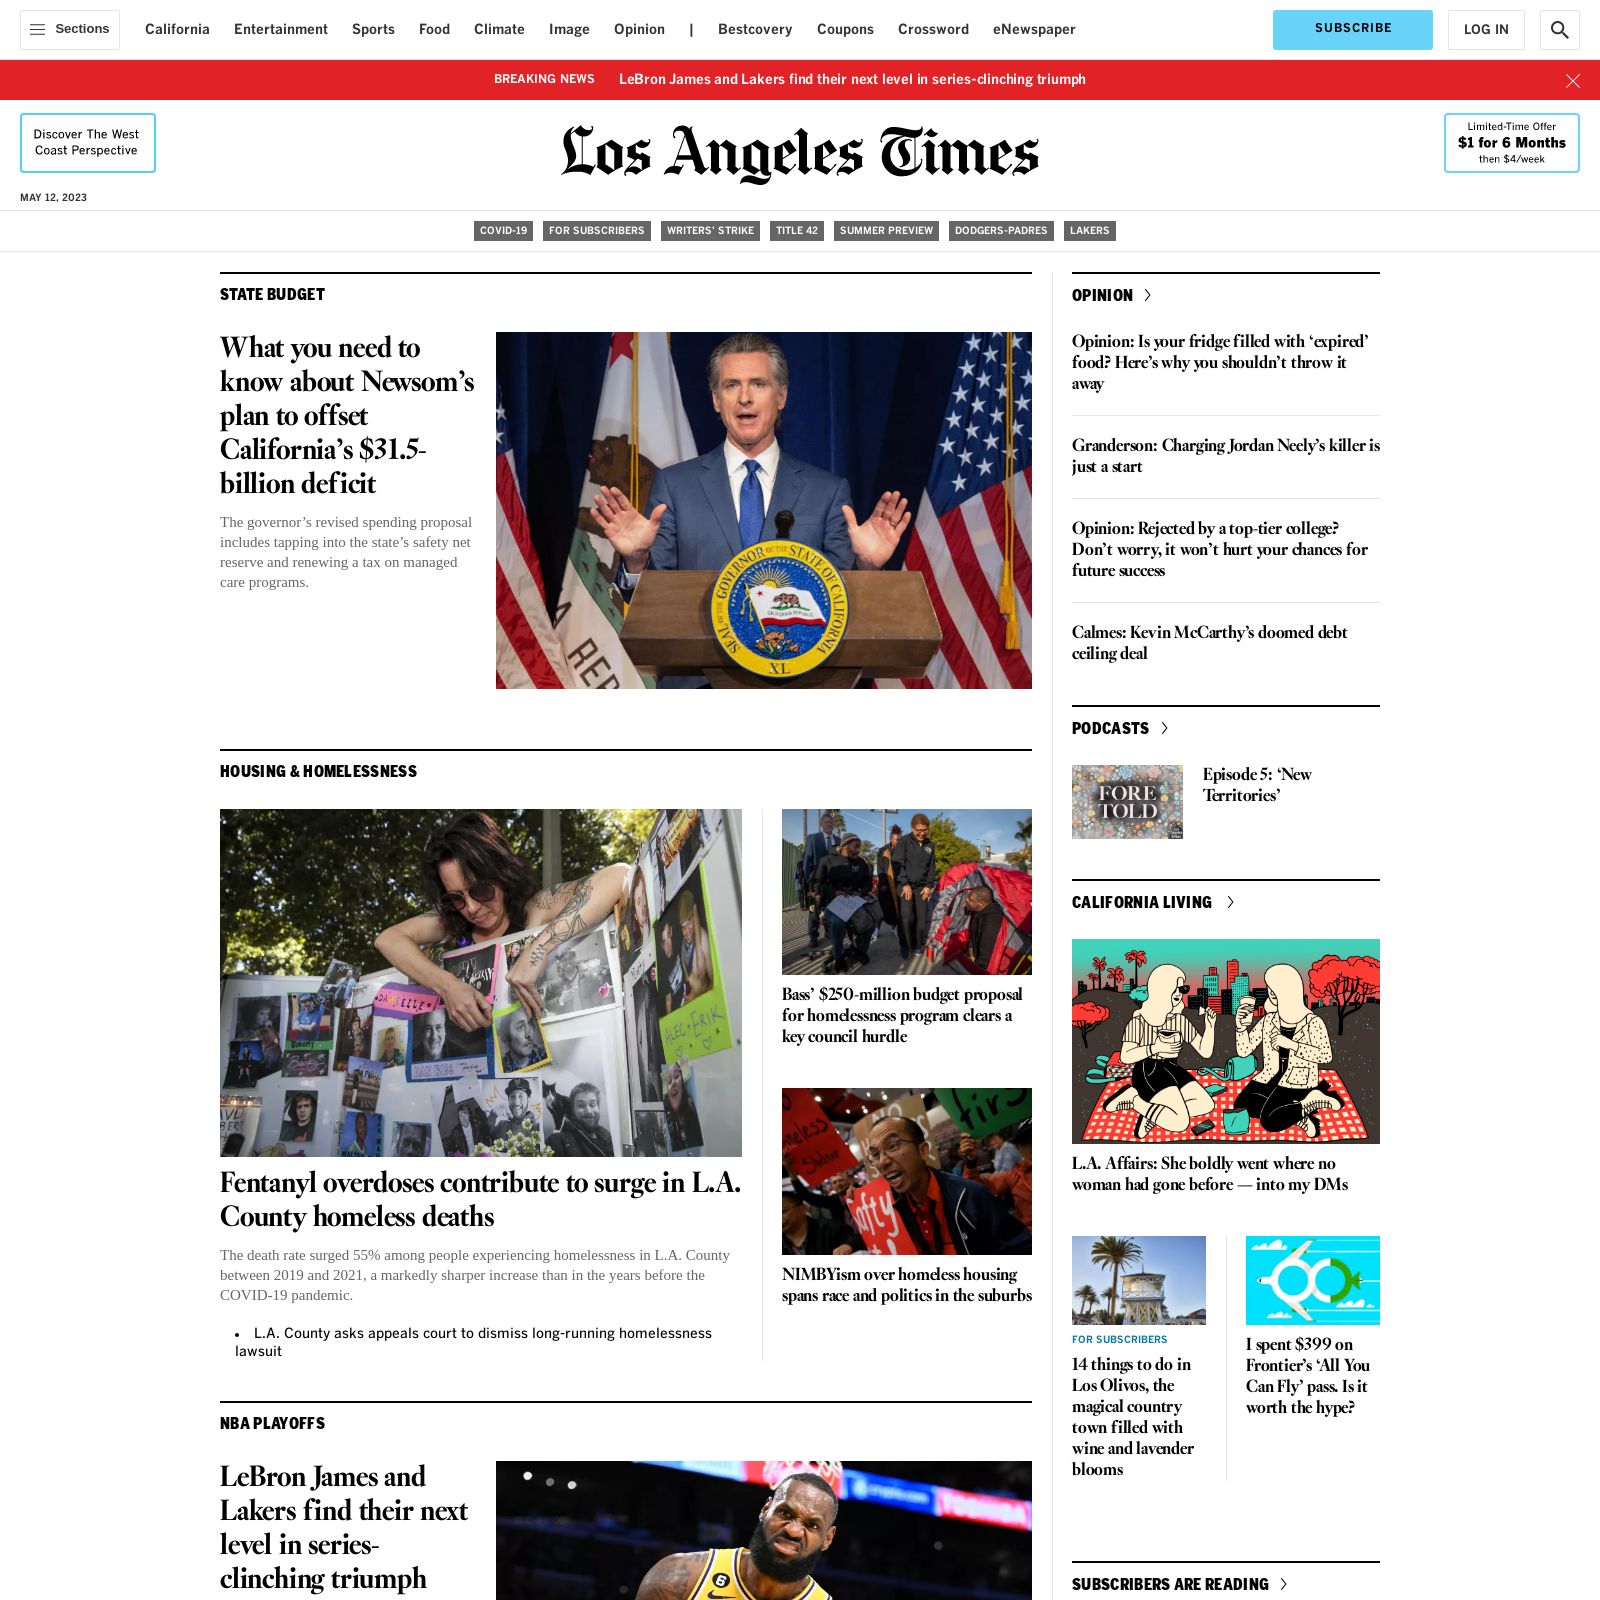 Sections
California
Entertainment
Sports
Food
Climate
Image
Opinion
|
Bestcovery
Coupons
Crossword
eNewspaper
SUBSCRIBE
LOG IN
BREAKING NEWS
LeBron James and Lakers find their next level in series-clinching triumph
Discover The West
Coast Perspective
Los Angeles Times
Limited-Time Offer
$1 for 6 Months
then $4/week
MAY 12, 2023
COVID-19
FOR SUBSCRIBERS
WRITERS' STRIKE
TITLE 42
SUMMER PREVIEW
DODGERS-PADRES
LAKERS
STATE BUDGET
What you need to
know about Newsom’s
plan to offset
California’s $31.5-
billion deficit
The governor’s revised spending proposal
includes tapping into the state’s safety net
reserve and renewing a tax on managed
care programs.
SEAL OF THE GOVERNOR OF THE STATE OF CALIFORNIA
CALIFORNIA REPUBLIC
XL
A REP
HOUSING & HOMELESSNESS
DANIELLE
ALEC + ERIK
Fentanyl overdoses contribute to surge in L.A.
County homeless deaths
The death rate surged 55% among people experiencing homelessness in L.A. County
between 2019 and 2021, a markedly sharper increase than in the years before the
COVID-19 pandemic.
• L.A. County asks appeals court to dismiss long-running homelessness
lawsuit
Bass’ $250-million budget proposal
for homelessness program clears a
key council hurdle
NIMBYism over homeless housing
spans race and politics in the suburbs
NBA PLAYOFFS
LeBron James and
Lakers find their next
level in series-
clinching triumph
crypto.com
TOSHIBA
6
OPINION
Opinion: Is your fridge filled with ‘expired’
food? Here’s why you shouldn’t throw it
away
Granderson: Charging Jordan Neely’s killer is
just a start
Opinion: Rejected by a top-tier college?
Don’t worry, it won’t hurt your chances for
future success
Calmes: Kevin McCarthy’s doomed debt
ceiling deal
PODCASTS
FORE
TOLD
Episode 5: ‘New
Territories’
CALIFORNIA LIVING
L.A. Affairs: She boldly went where no
woman had gone before — into my DMs
FOR SUBSCRIBERS
14 things to do in
Los Olivos, the
magical country
town filled with
wine and lavender
blooms
I spent $399 on
Frontier’s ‘All You
Can Fly’ pass. Is it
worth the hype?
SUBSCRIBERS ARE READING